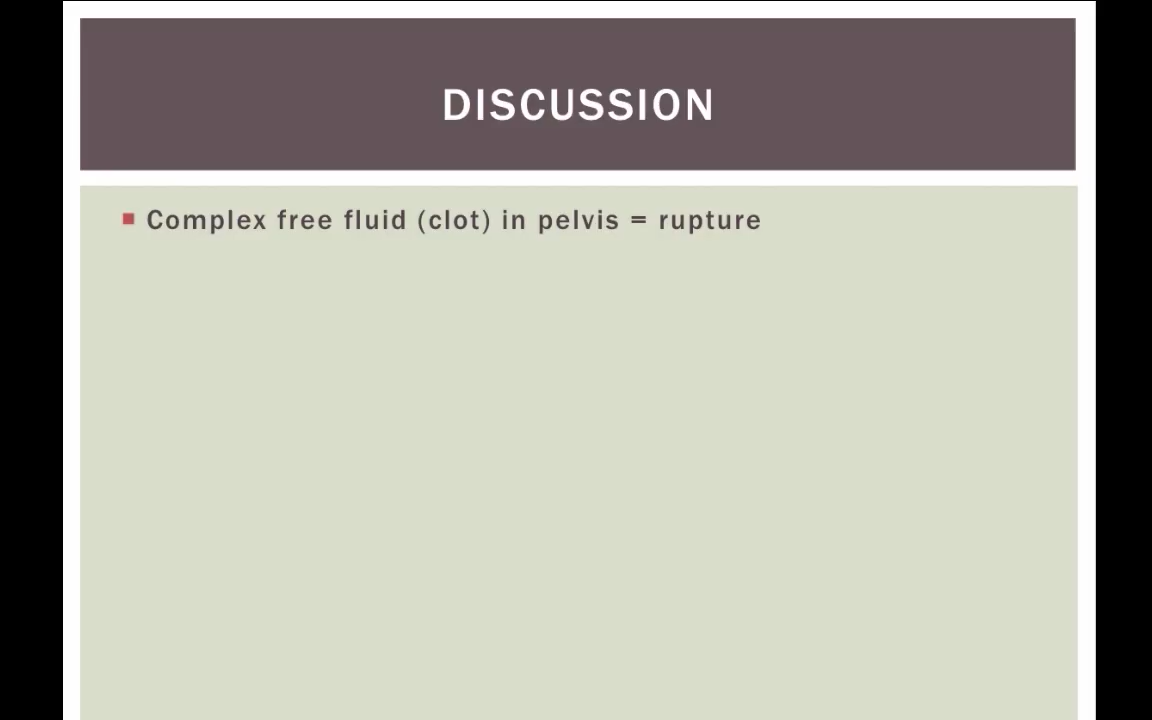 DISCUSSION
Complex free fluid (clot) in pelvis = rupture